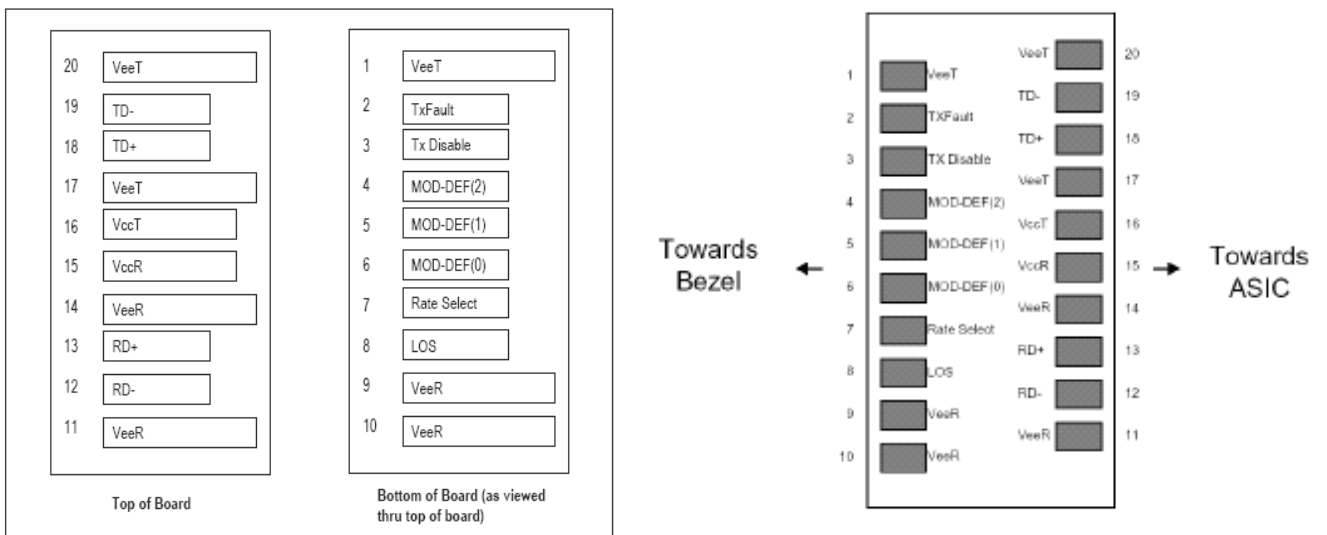 20 VeeT
19 TD-
18 TD+
17 VeeT
16 VccT
15 VccR
14 VeeR
13 RD+
12 RD-
11 VeeR
Top of Board
1 VeeT
2 TxFault
3 Tx Disable
4 MOD-DEF(2)
5 MOD-DEF(1)
6 MOD-DEF(0)
7 Rate Select
8 LOS
9 VeeR
10 VeeR
Bottom of Board (as viewed
thru top of board)
Towards
Bezel
1 VeeT
2 TXFault
3 TX Disable
4 MOD-DEF(2)
5 MOD-DEF(1)
6 MOD-DEF(0)
7 Rate Select
8 LOS
9 VeeR
10 VeeR
VeeT 20
TD- 19
TD+ 18
VeeT 17
VccT 16
VccR 15
VeeR 14
RD+ 13
RD- 12
VeeR 11
Towards
ASIC